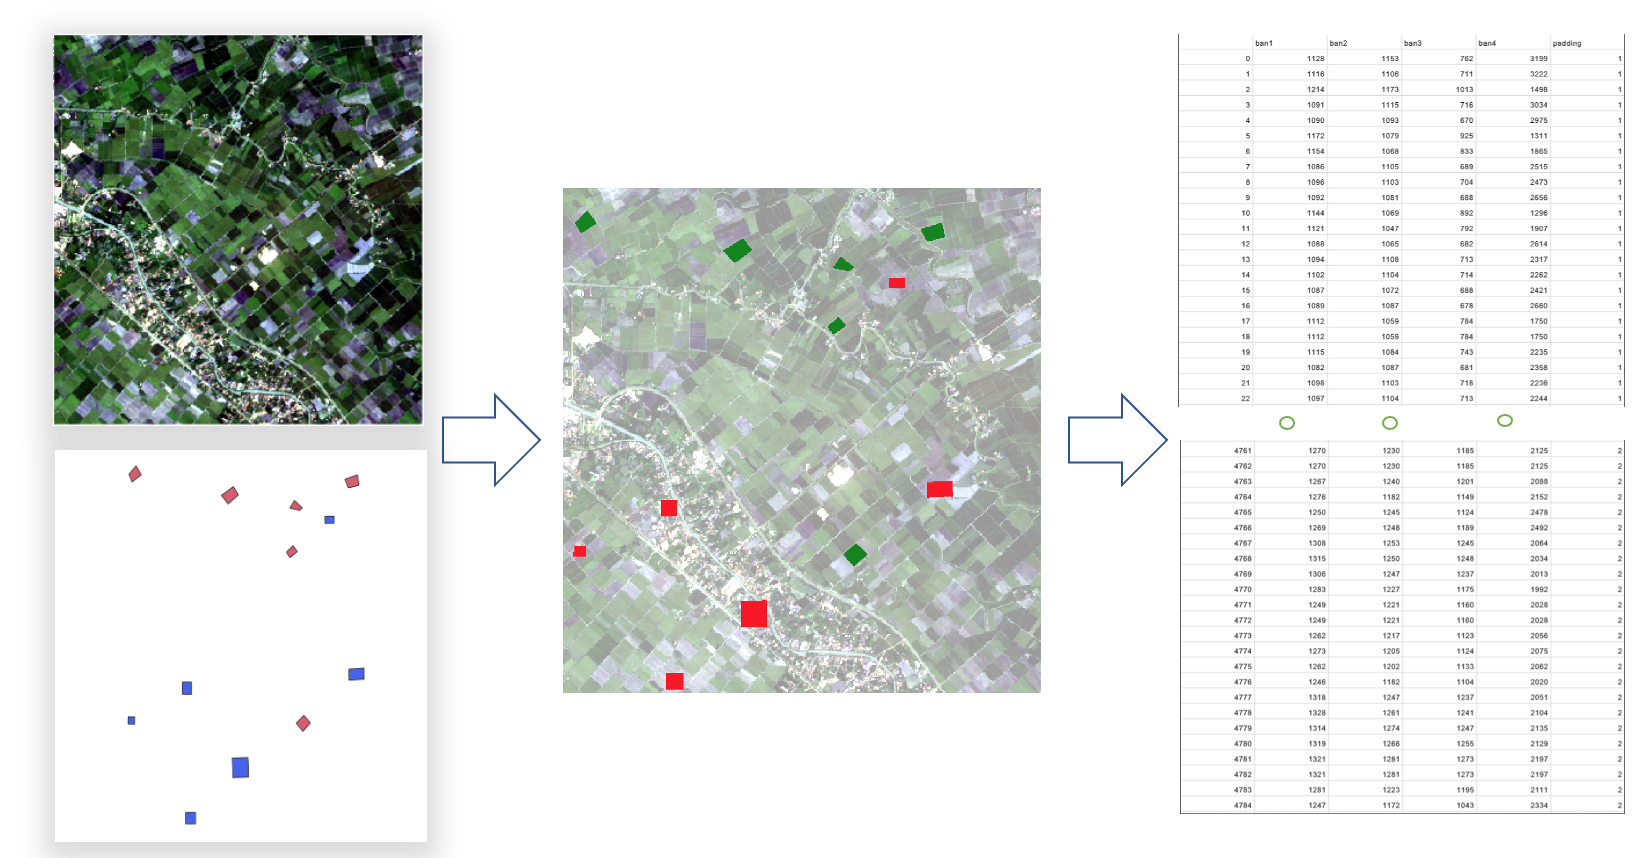 ban1 ban2 ban3 ban4 padding
0 1128 1153 762 3199 1
1 1116 1106 711 3222 1
2 1214 1173 1013 1498 1
3 1091 1115 716 3034 1
4 1090 1093 670 2975 1
5 1172 1079 925 1311 1
6 1154 1068 833 1865 1
7 1086 1105 689 2515 1
8 1096 1103 704 2473 1
9 1092 1081 688 2656 1
10 1144 1069 892 1296 1
11 1121 1047 792 1907 1
12 1088 1065 682 2614 1
13 1094 1108 713 2317 1
14 1102 1104 714 2262 1
15 1087 1072 688 2421 1
16 1089 1087 678 2660 1
17 1112 1059 784 1750 1
18 1112 1059 784 1750 1
19 1115 1084 743 2235 1
20 1082 1087 681 2358 1
21 1098 1103 718 2236 1
22 1097 1104 713 2244 1
4761 1270 1230 1185 2125 2
4762 1270 1230 1185 2125 2
4763 1267 1240 1201 2088 2
4764 1276 1182 1149 2152 2
4765 1250 1245 1124 2478 2
4766 1269 1248 1189 2492 2
4767 1308 1253 1245 2064 2
4768 1315 1250 1248 2034 2
4769 1306 1247 1237 2013 2
4770 1283 1227 1175 1992 2
4771 1249 1221 1160 2028 2
4772 1249 1221 1160 2028 2
4773 1262 1217 1123 2056 2
4774 1273 1205 1124 2075 2
4775 1262 1202 1133 2062 2
4776 1246 1182 1104 2020 2
4777 1318 1247 1237 2051 2
4778 1328 1261 1241 2104 2
4779 1314 1274 1247 2135 2
4780 1319 1266 1255 2129 2
4781 1321 1281 1273 2197 2
4782 1321 1281 1273 2197 2
4783 1281 1223 1195 2111 2
4784 1247 1172 1043 2334 2